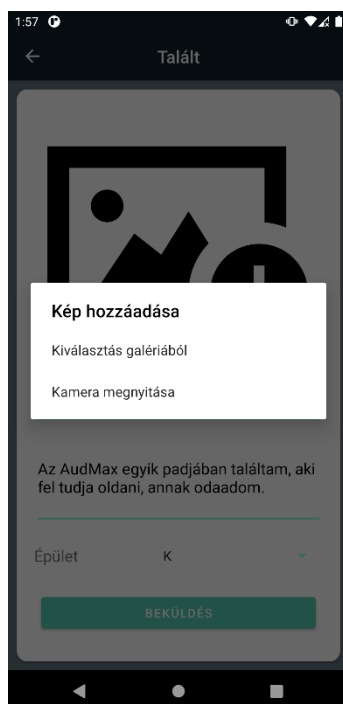 1:57
Talált
Kép hozzáadása
Kiválasztás galériából
Kamera megnyitása
Az AudMax egyik padjában találtam, aki
fel tudja oldani, annak odaadom.
Épület K
BEKÜLDÉS